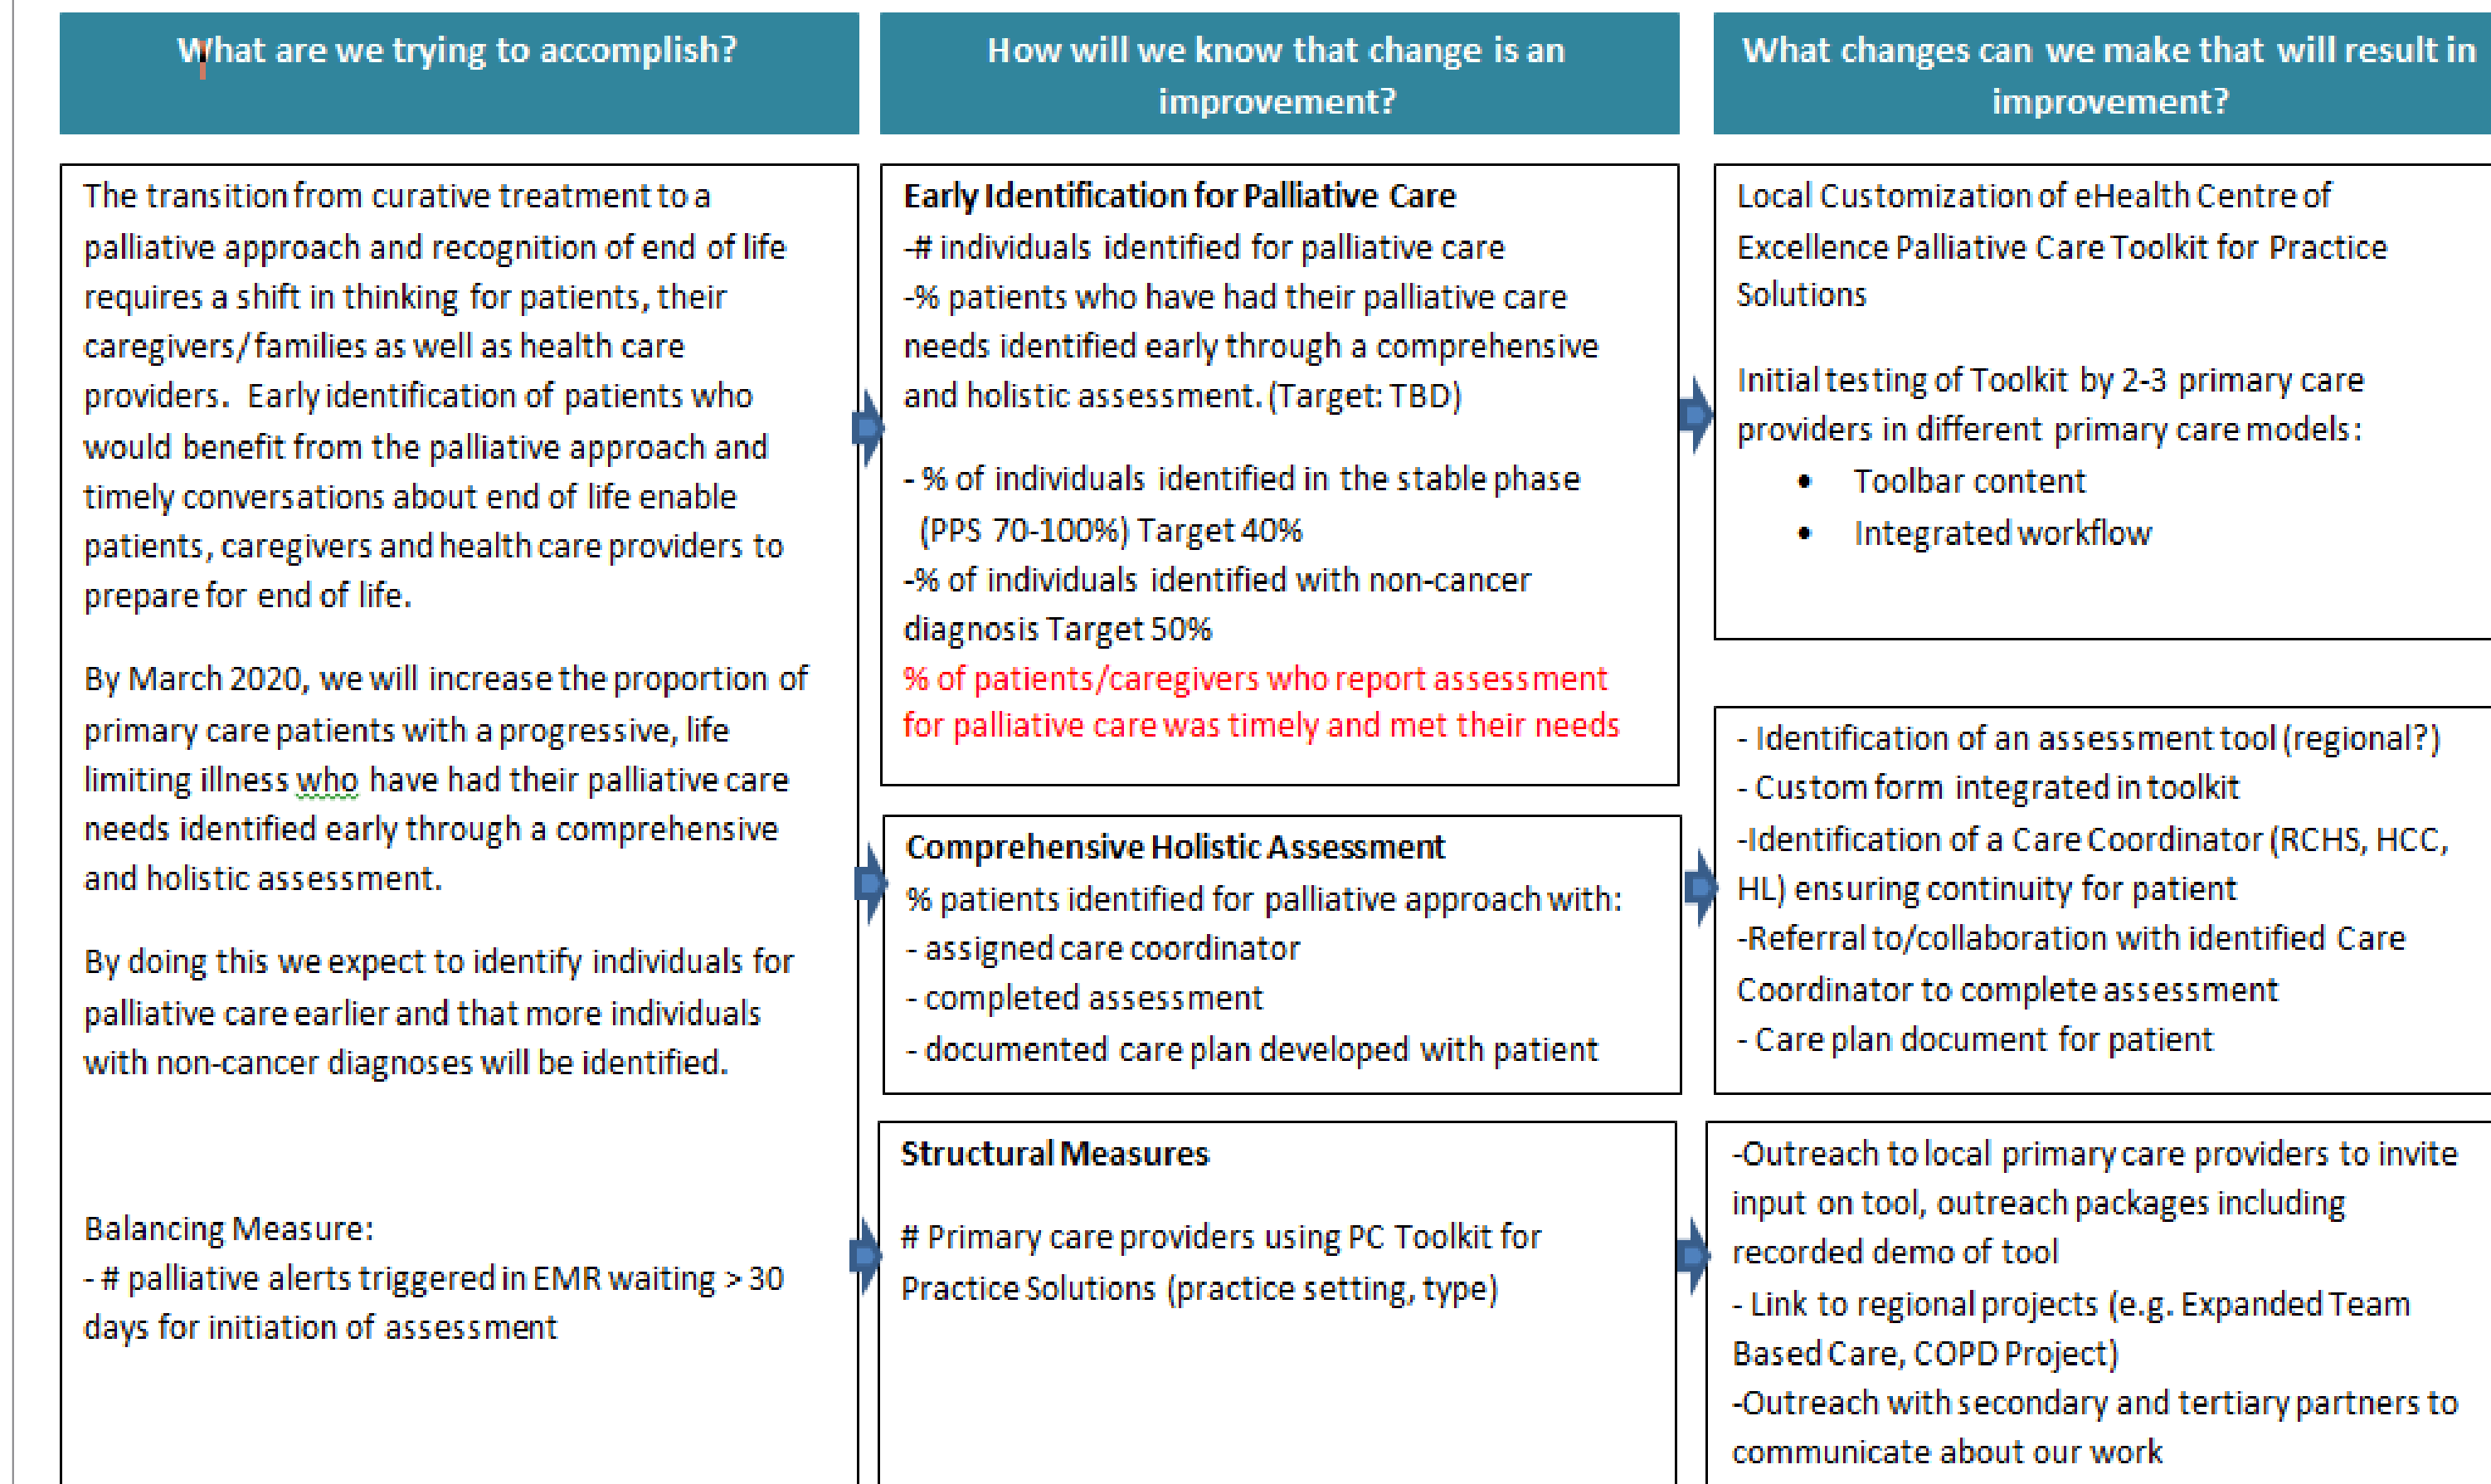 What are we trying to accomplish?
The transition from curative treatment to a
palliative approach and recognition of end of life
requires a shift in thinking for patients, their
caregivers/families as well as health care
providers.  Early identification of patients who
would benefit from the palliative approach and
timely conversations about end of life enable
patients, caregivers and health care providers to
prepare for end of life.
By March 2020, we will increase the proportion of
primary care patients with a progressive, life
limiting illness who have had their palliative care
needs identified early through a comprehensive
and holistic assessment.
By doing this we expect to identify individuals for
palliative care earlier and that more individuals
with non-cancer diagnoses will be identified.
Balancing Measure:
- # palliative alerts triggered in EMR waiting > 30
days for initiation of assessment
How will we know that change is an
improvement?
Early Identification for Palliative Care
-# individuals identified for palliative care
-% patients who have had their palliative care
needs identified early through a comprehensive
and holistic assessment. (Target: TBD)
- % of individuals identified in the stable phase
(PPS 70-100%) Target 40%
-% of individuals identified with non-cancer
diagnosis Target 50%
% of patients/caregivers who report assessment
for palliative care was timely and met their needs
Comprehensive Holistic Assessment
% patients identified for palliative approach with:
- assigned care coordinator
- completed assessment
- documented care plan developed with patient
Structural Measures
# Primary care providers using PC Toolkit for
Practice Solutions (practice setting, type)
What changes can we make that will result in
improvement?
Local Customization of eHealth Centre of
Excellence Palliative Care Toolkit for Practice
Solutions
Initial testing of Toolkit by 2-3 primary care
providers in different primary care models:
• Toolbar content
• Integrated workflow
- Identification of an assessment tool (regional?)
- Custom form integrated in toolkit
-Identification of a Care Coordinator (RCHS, HCC,
HL) ensuring continuity for patient
-Referral to/collaboration with identified Care
Coordinator to complete assessment
- Care plan document for patient
-Outreach to local primary care providers to invite
input on tool, outreach packages including
recorded demo of tool
- Link to regional projects (e.g. Expanded Team
Based Care, COPD Project)
-Outreach with secondary and tertiary partners to
communicate about our work